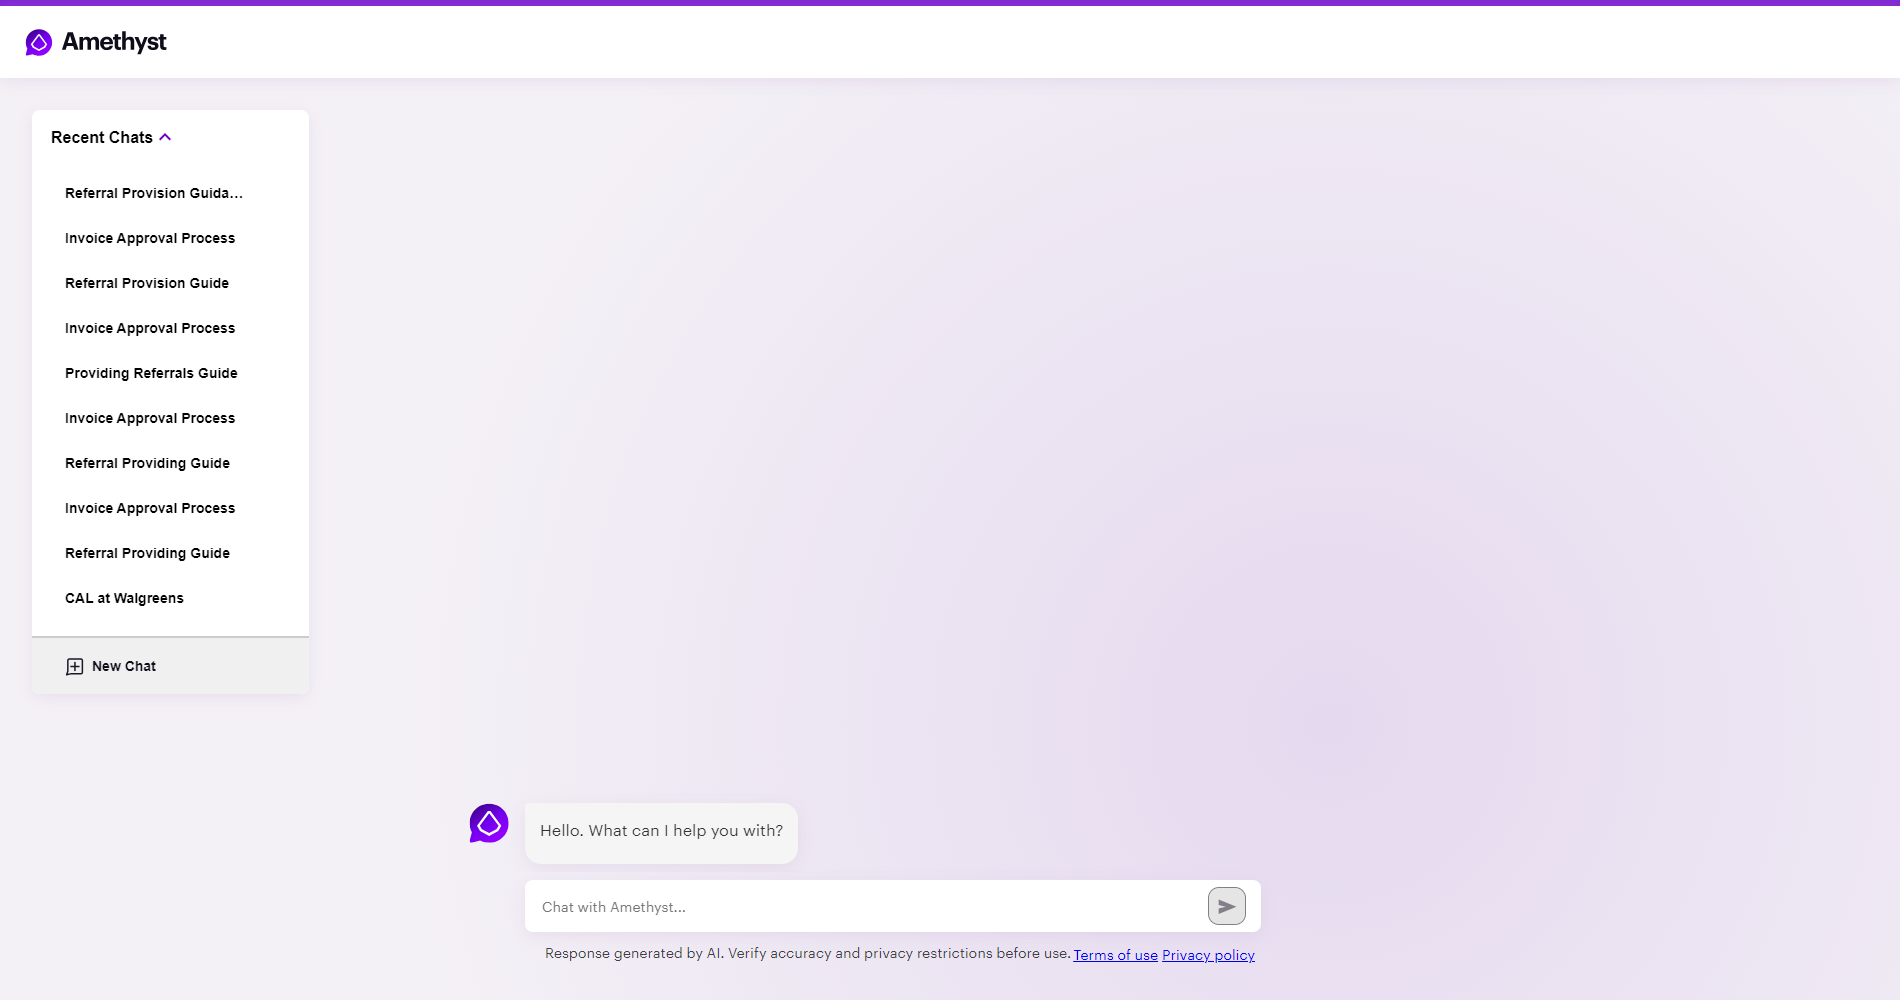 Amethyst
Recent Chats
Referral Provision Guida...
Invoice Approval Process
Referral Provision Guide
Invoice Approval Process
Providing Referrals Guide
Invoice Approval Process
Referral Providing Guide
Invoice Approval Process
Referral Providing Guide
CAL at Walgreens
New Chat
Hello. What can I help you with?
Chat with Amethyst...
Response generated by AI. Verify accuracy and privacy restrictions before use. Terms of use Privacy policy